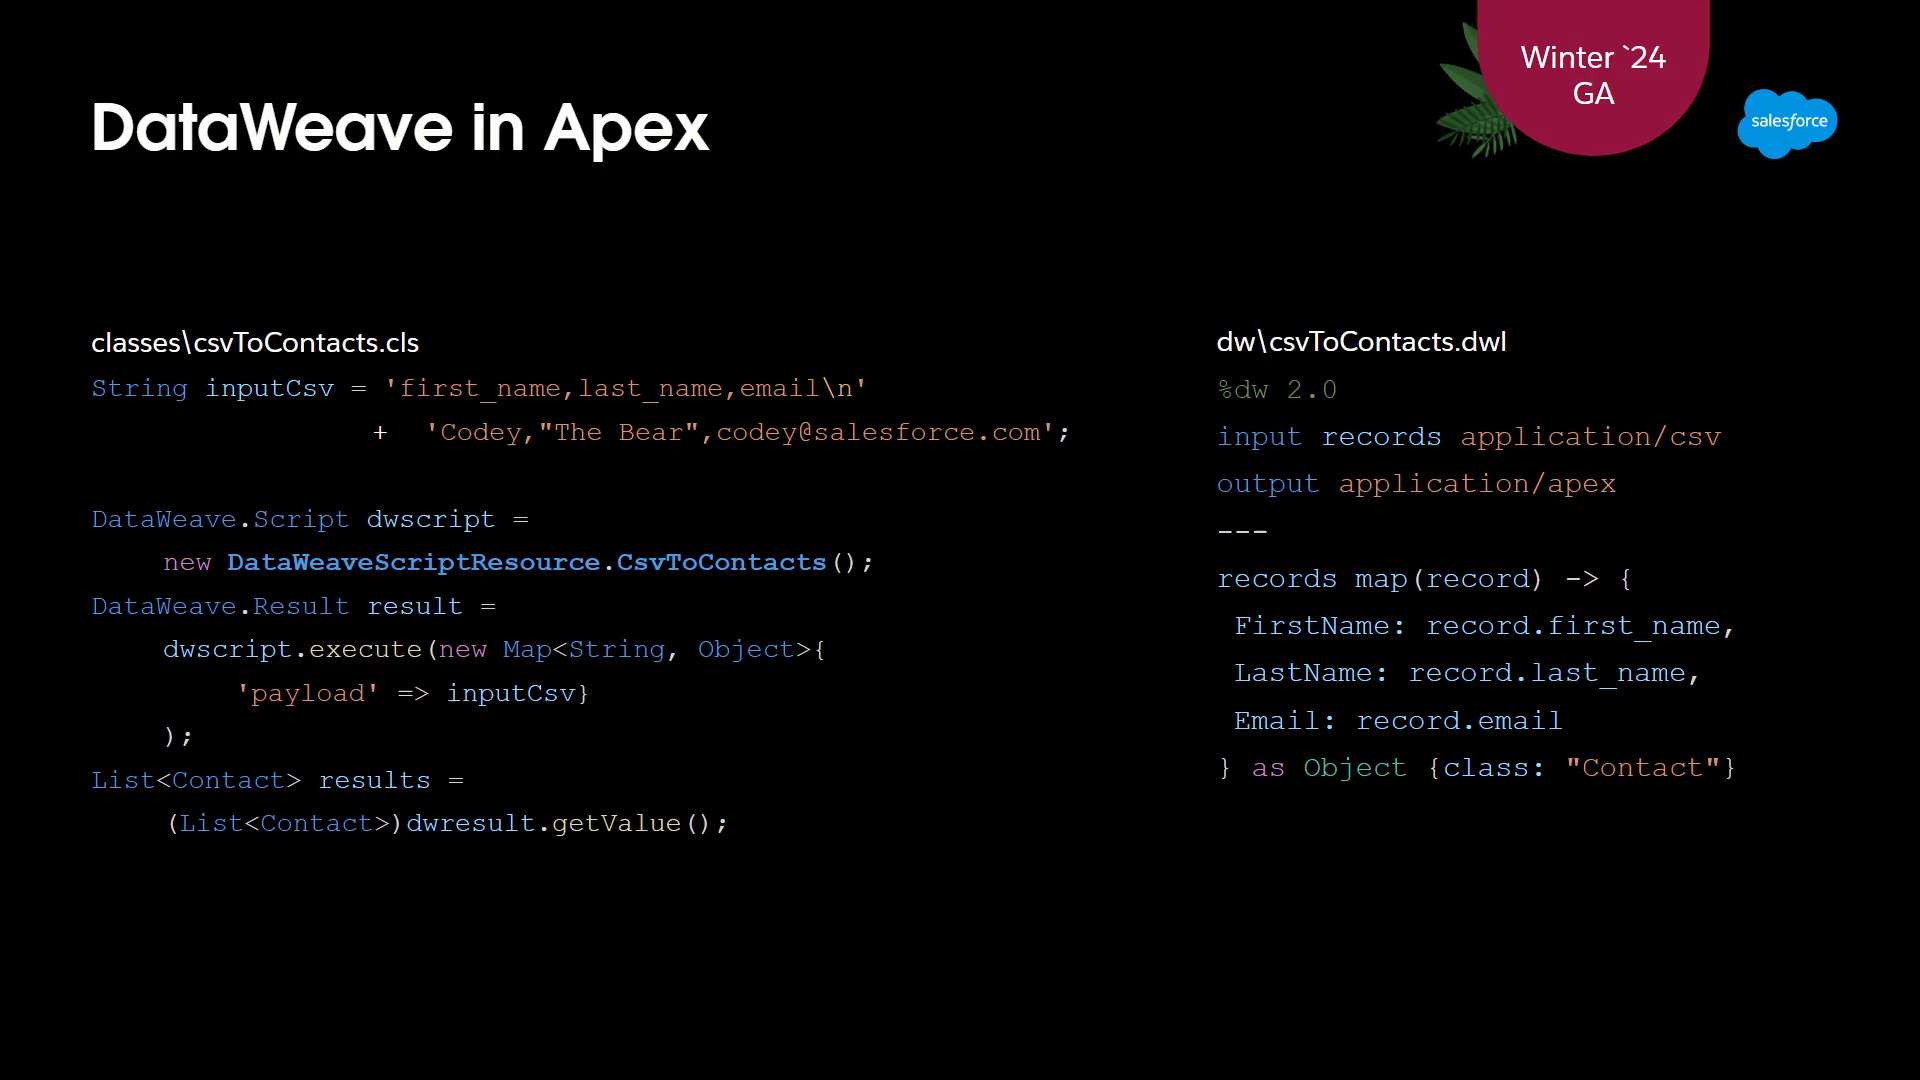 Winter `24
GA
salesforce
DataWeave in Apex
classes\csvToContacts.cls
String inputCsv = 'first_name,last_name,email\n'
+ 'Codey,"The Bear",codey@salesforce.com';
DataWeave.Script dwscript =
new DataWeaveScriptResource.CsvToContacts();
DataWeave.Result result =
dwscript.execute(new Map<String, Object>{
'payload' => inputCsv}
);
List<Contact> results =
(List<Contact>)dwresult.getValue();
dw\csvToContacts.dwl
%dw 2.0
input records application/csv
output application/apex
---
records map(record) -> {
FirstName: record.first_name,
LastName: record.last_name,
Email: record.email
} as Object {class: "Contact"}